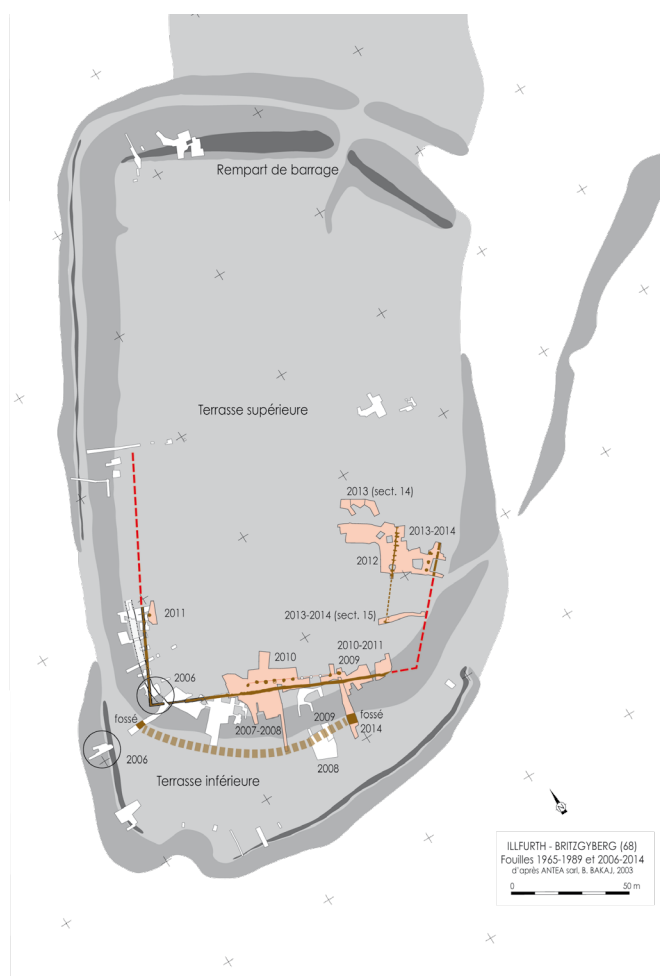 Rempart de barrage
Terrasse supérieure
2013 (sect. 14)
2013-2014
2012
2013-2014 (sect. 15)
2011
2010-2011
2010
2009
2006
fossé
2009
fossé
2007-2008
2014
2006
2008
Terrasse inférieure
N
ILLFURTH - BRITZGYBERG (68)
Fouilles 1965-1989 et 2006-2014
d'après ANTEA sarl, B. BAKAJ, 2003
0 50 m